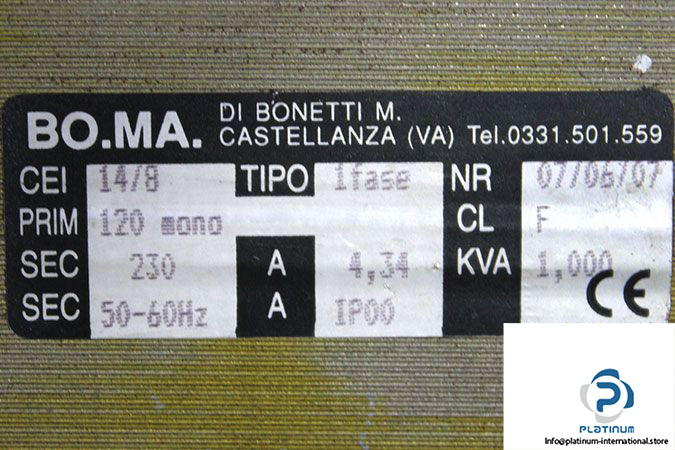 BO.MA. DI BONETTI M.
CASTELLANZA (VA) Tel.0331.501.559
CEI 14/8 TIPO 1fase NR 07/06/07
PRIM 120 mono CL F
SEC 230 A 4,34 KVA 1,000
SEC 50-60Hz A IP00 CE
PLATINUM
Info@platinum-international.store